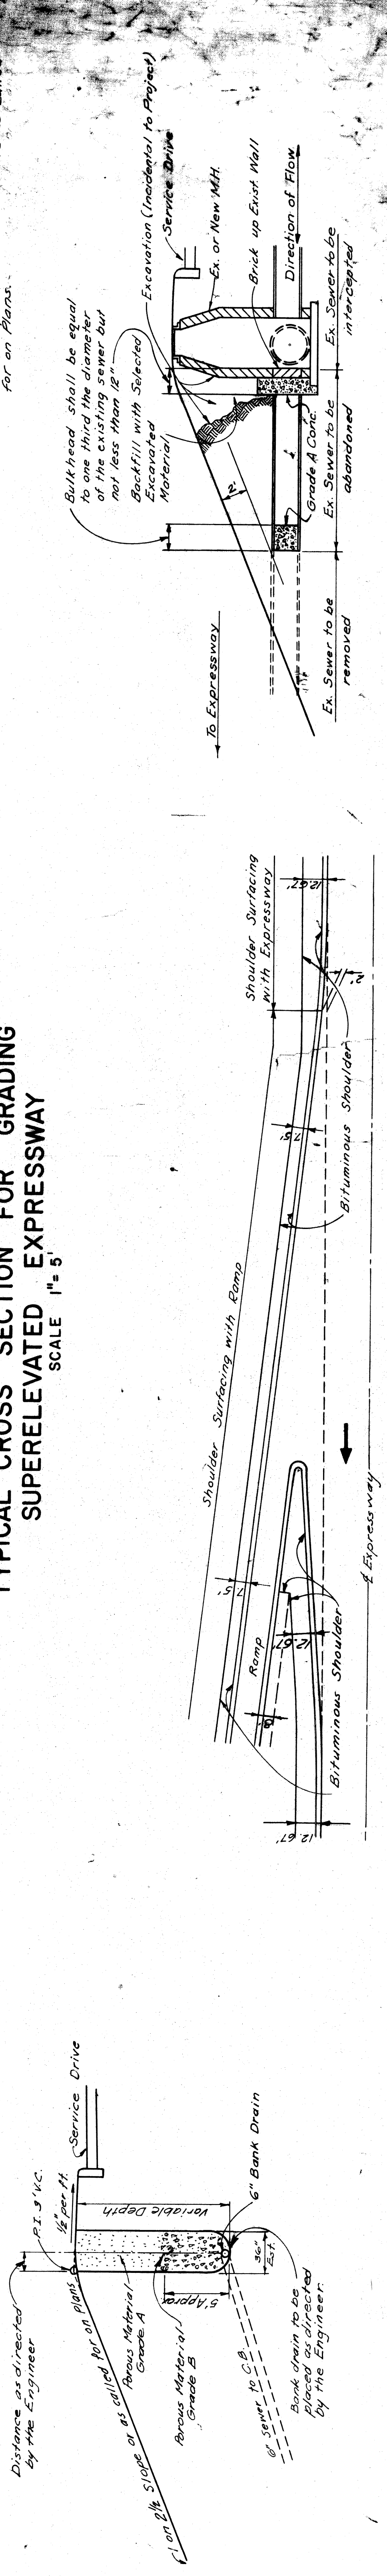 for on Plans.
Bulkhead shall be equal
to one third the diameter
of the existing sewer but
not less than 12"
Backfill with Selected
Excavated
Material
Excavation (Incidental to Project)
Service Drive
Ex. or New M.H.
Brick up Exist. Wall
Direction of Flow
2'
To Expressway
Grade A Conc.
Ex. Sewer to be
removed
Ex. Sewer to be
abandoned
Ex. Sewer to be
intercepted
TYPICAL CROSS SECTION FOR GRADING
SUPERELEVATED EXPRESSWAY
SCALE 1"= 5'
Shoulder Surfacing with Ramp
Shoulder Surfacing
with Expressway
7.5'
7.5'
12.67'
2'
Ramp
8'
12.67'
12.67'
Bituminous Shoulder
Bituminous Shoulder
℄ Expressway
Distance as directed
by the Engineer
P.I. 3' V.C.
1/2" per ft.
Service Drive
1 on 2 1/2 Slope or as called for on plans
Porous Material
Grade A
Variable Depth
Porous Material
Grade B
5' Approx
36"
Est.
6" Bank Drain
6" Sewer to C.B.
Bank drain to be
placed as directed
by the Engineer.